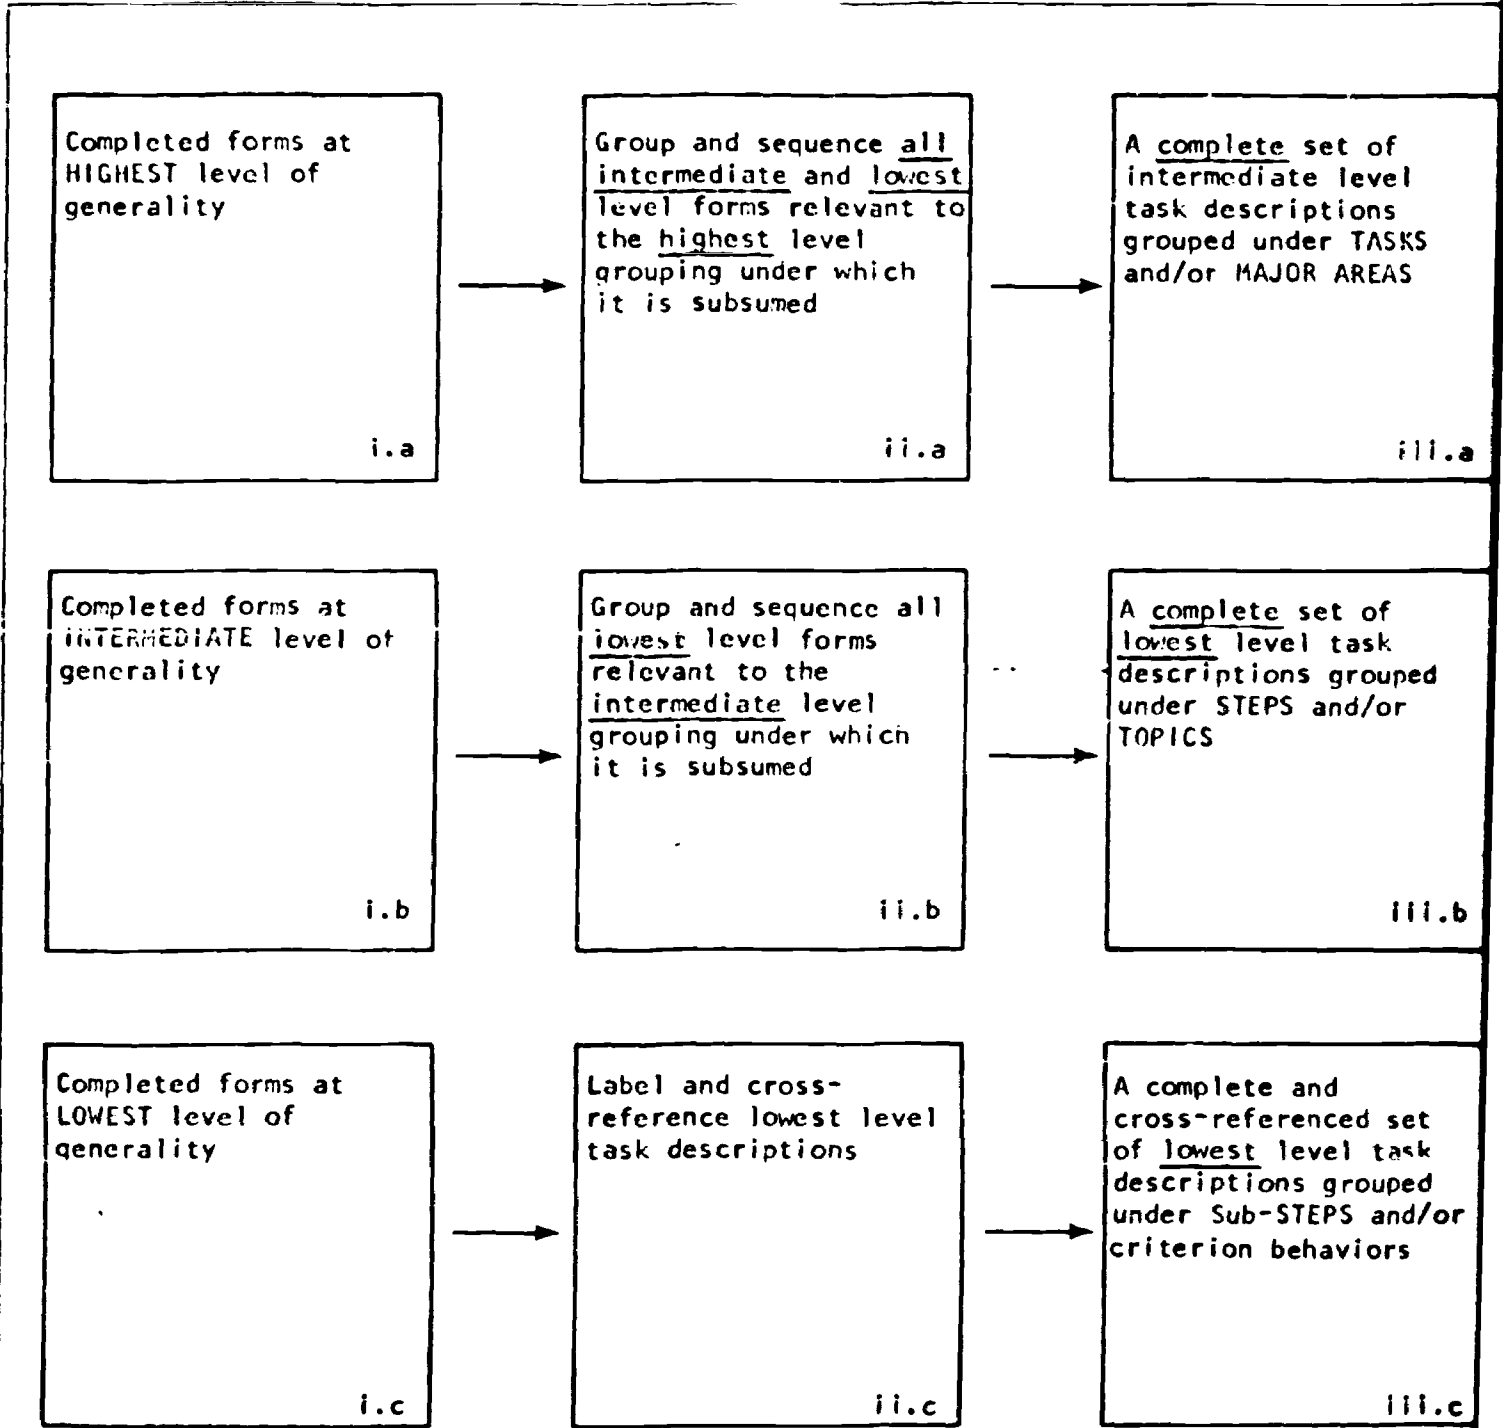 Completed forms at
HIGHEST level of
generality
i.a
Group and sequence all
intermediate and lowest
level forms relevant to
the highest level
grouping under which
it is subsumed
ii.a
A complete set of
intermediate level
task descriptions
grouped under TASKS
and/or MAJOR AREAS
iii.a
Completed forms at
INTERMEDIATE level of
generality
i.b
Group and sequence all
lowest level forms
relevant to the
intermediate level
grouping under which
it is subsumed
ii.b
A complete set of
lowest level task
descriptions grouped
under STEPS and/or
TOPICS
iii.b
Completed forms at
LOWEST level of
generality
i.c
Label and cross-
reference lowest level
task descriptions
ii.c
A complete and
cross-referenced set
of lowest level task
descriptions grouped
under Sub-STEPS and/or
criterion behaviors
iii.c